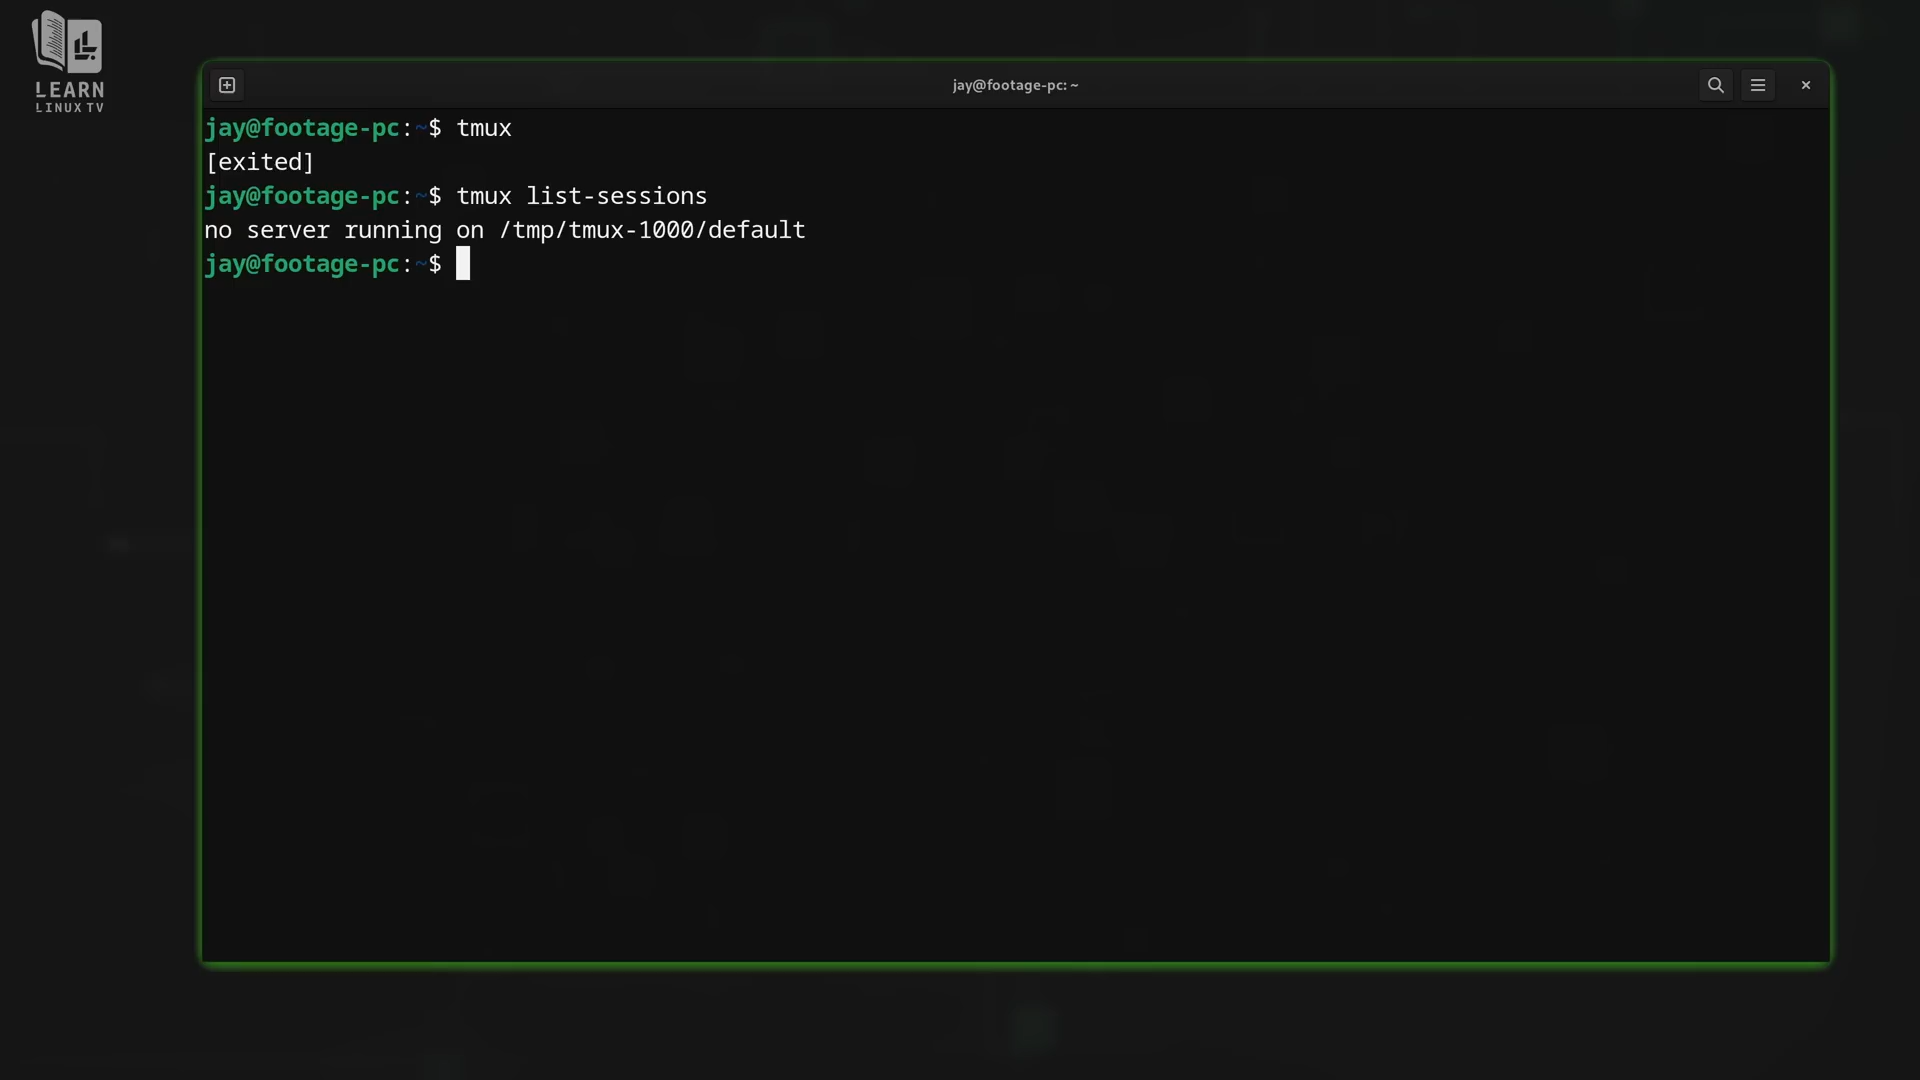 LEARN
LINUX TV
jay@footage-pc: ~
jay@footage-pc:~$ tmux
[exited]
jay@footage-pc:~$ tmux list-sessions
no server running on /tmp/tmux-1000/default
jay@footage-pc:~$